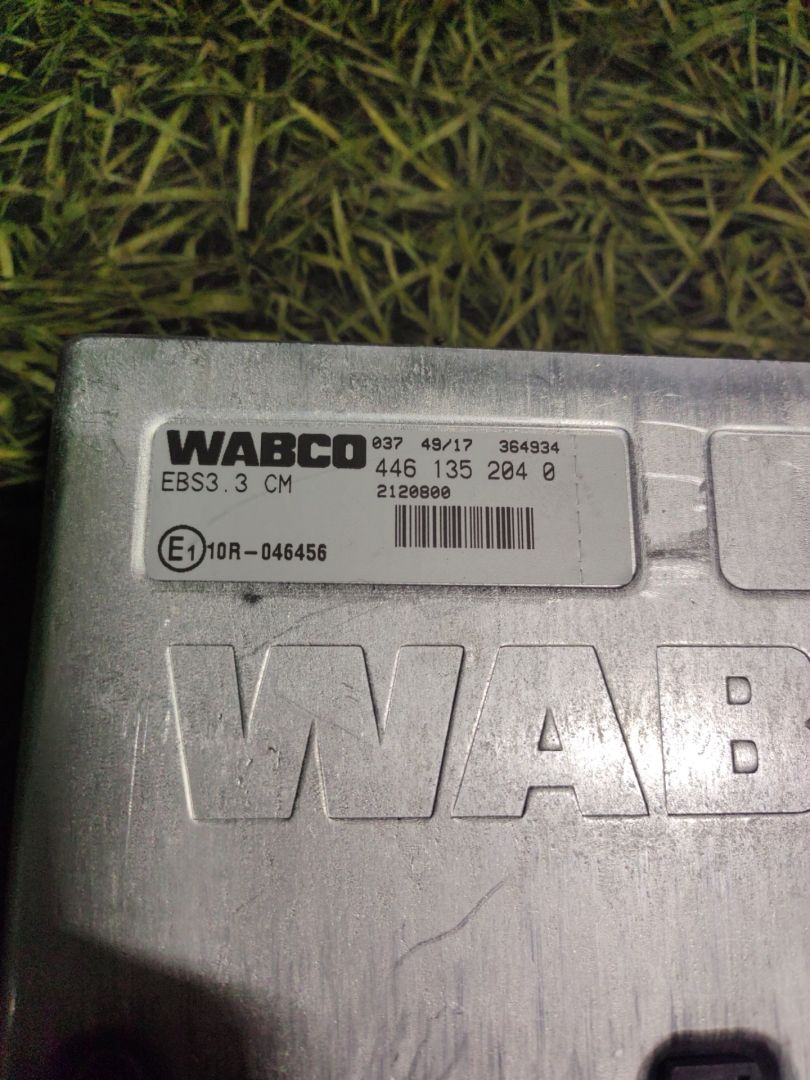 WABCO 037 49/17 364934
EBS3.3 CM 446 135 204 0
2120800
E1 10R-046456
WAB